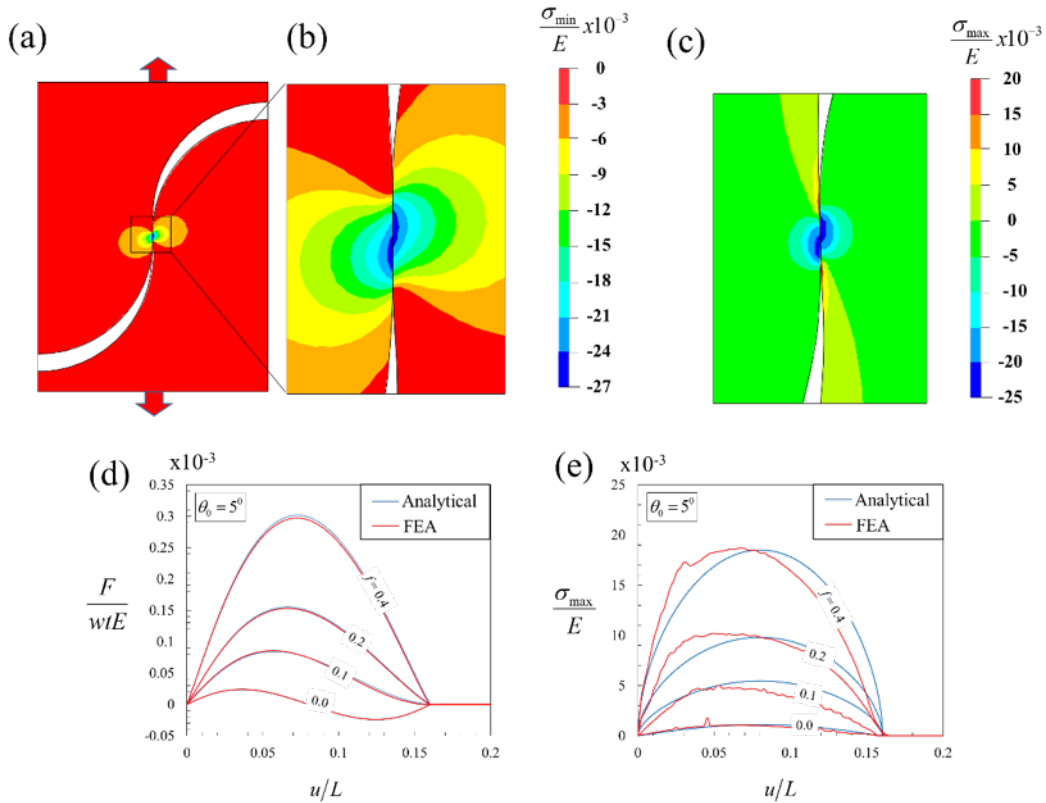 (a)
(b)
σmin/E x10⁻³
0
-3
-6
-9
-12
-15
-18
-21
-24
-27
(c)
σmax/E x10⁻³
20
15
10
5
0
-5
-10
-15
-20
-25
(d)
x10⁻³
0.35
0.3
0.25
0.2
0.15
0.1
0.05
0
-0.05
F/wtE
θ₀ = 5⁰
Analytical
FEA
f = 0.4
0.2
0.1
0.0
0
0.05
0.1
0.15
0.2
u/L
(e)
x10⁻³
25
20
15
10
5
0
σmax/E
θ₀ = 5⁰
Analytical
FEA
f = 0.4
0.2
0.1
0.0
0
0.05
0.1
0.15
0.2
u/L